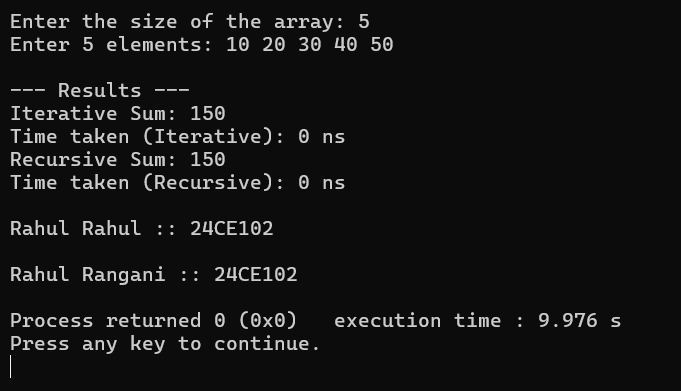 Enter the size of the array: 5
Enter 5 elements: 10 20 30 40 50
--- Results ---
Iterative Sum: 150
Time taken (Iterative): 0 ns
Recursive Sum: 150
Time taken (Recursive): 0 ns
Rahul Rahul :: 24CE102
Rahul Rangani :: 24CE102
Process returned 0 (0x0)   execution time : 9.976 s
Press any key to continue.